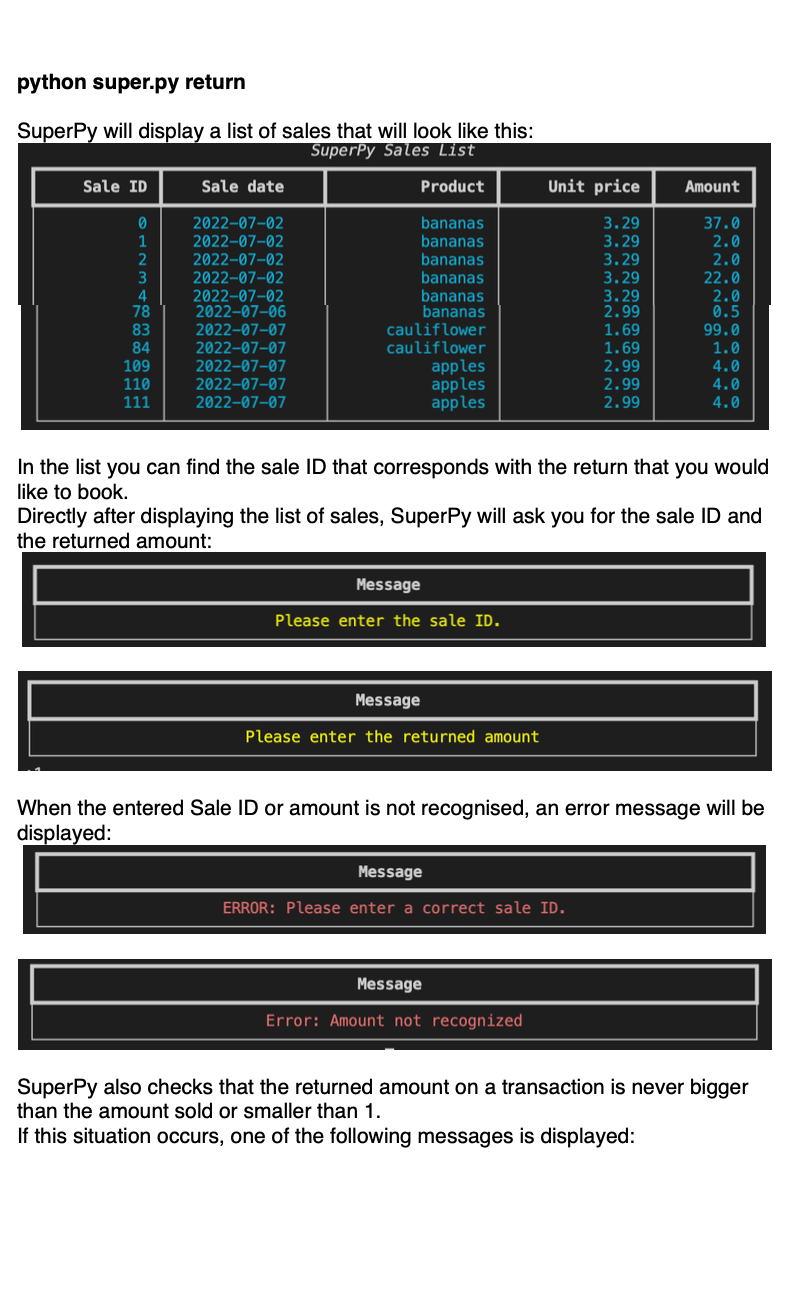 python super.py return
SuperPy will display a list of sales that will look like this:
SuperPy Sales List
Sale ID Sale date Product Unit price Amount
0 2022-07-02 bananas 3.29 37.0
1 2022-07-02 bananas 3.29 2.0
2 2022-07-02 bananas 3.29 2.0
3 2022-07-02 bananas 3.29 22.0
4 2022-07-02 bananas 3.29 2.0
78 2022-07-06 bananas 2.99 0.5
83 2022-07-07 cauliflower 1.69 99.0
84 2022-07-07 cauliflower 1.69 1.0
109 2022-07-07 apples 2.99 4.0
110 2022-07-07 apples 2.99 4.0
111 2022-07-07 apples 2.99 4.0
In the list you can find the sale ID that corresponds with the return that you would
like to book.
Directly after displaying the list of sales, SuperPy will ask you for the sale ID and
the returned amount:
Message
Please enter the sale ID.
Message
Please enter the returned amount
When the entered Sale ID or amount is not recognised, an error message will be
displayed:
Message
ERROR: Please enter a correct sale ID.
Message
Error: Amount not recognized
SuperPy also checks that the returned amount on a transaction is never bigger
than the amount sold or smaller than 1.
If this situation occurs, one of the following messages is displayed: